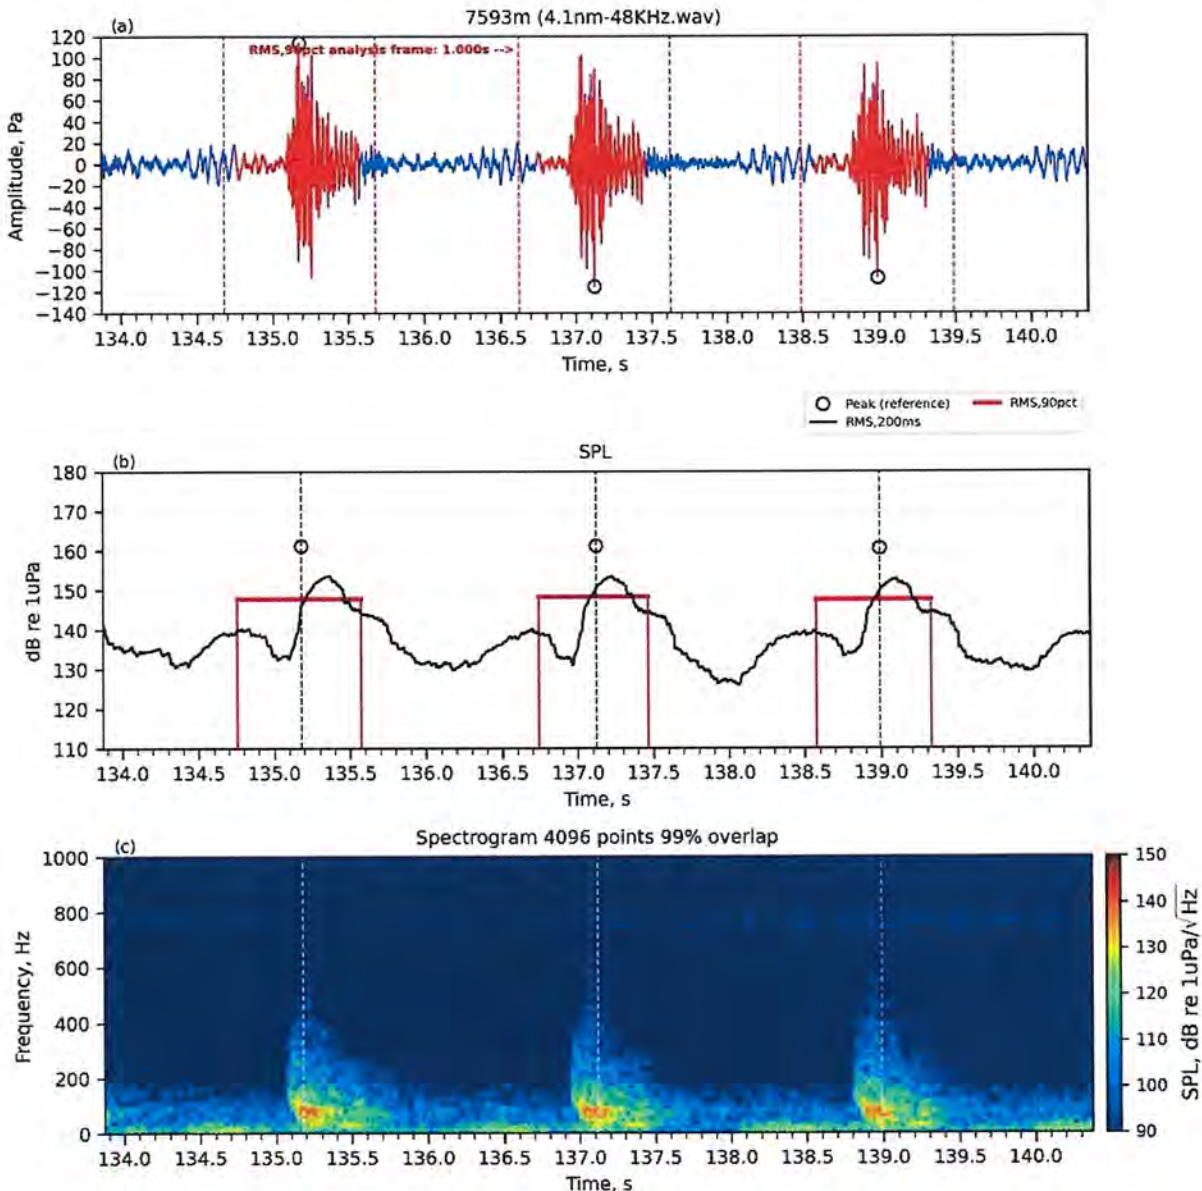 7593m (4.1nm-48KHz.wav)
(a)
RMS,90pct analysis frame: 1.000s -->
120
100
80
60
40
20
0
−20
−40
−60
−80
−100
−120
−140
Amplitude, Pa
134.0 134.5 135.0 135.5 136.0 136.5 137.0 137.5 138.0 138.5 139.0 139.5 140.0
Time, s
Peak (reference) RMS,90pct
RMS,200ms
SPL
(b)
180
170
160
150
140
130
120
110
dB re 1uPa
134.0 134.5 135.0 135.5 136.0 136.5 137.0 137.5 138.0 138.5 139.0 139.5 140.0
Time, s
Spectrogram 4096 points 99% overlap
(c)
1000
800
600
400
200
0
Frequency, Hz
134.0 134.5 135.0 135.5 136.0 136.5 137.0 137.5 138.0 138.5 139.0 139.5 140.0
Time, s
150
140
130
120
110
100
90
SPL, dB re 1uPa/√Hz